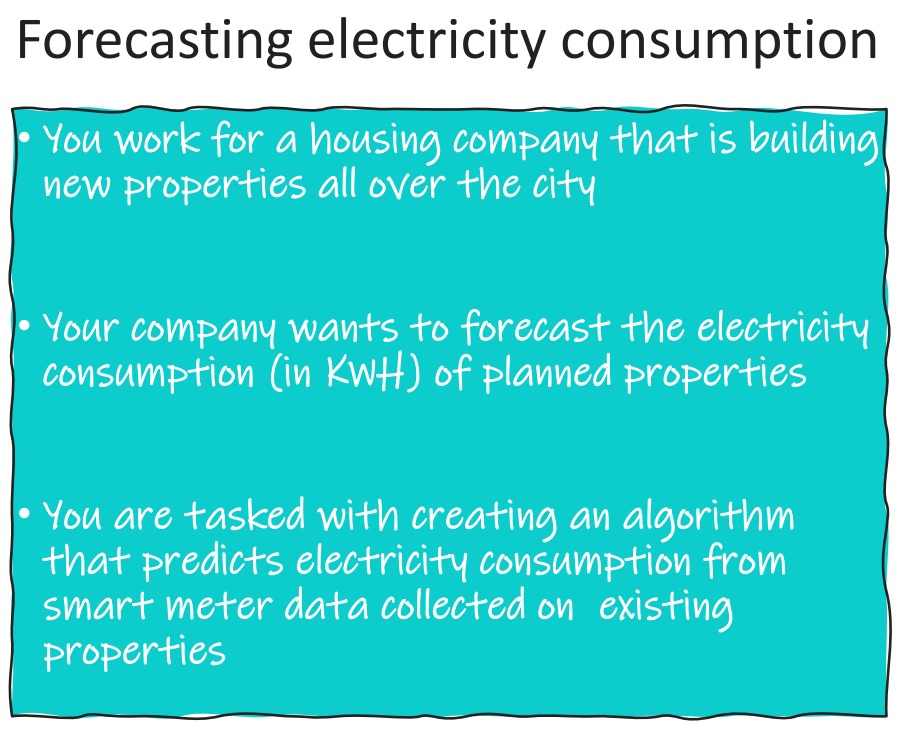 Forecasting electricity consumption
• You work for a housing company that is building
new properties all over the city
• Your company wants to forecast the electricity
consumption (in KWH) of planned properties
• You are tasked with creating an algorithm
that predicts electricity consumption from
smart meter data collected on  existing
properties